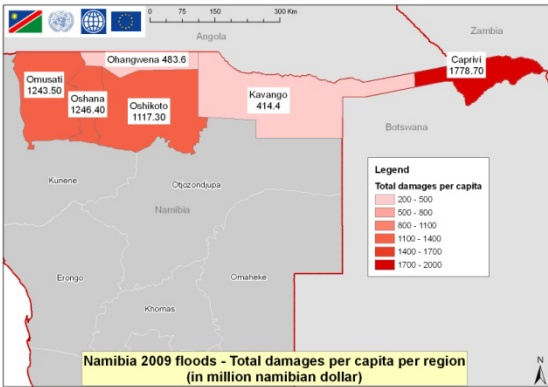 0 75 150 300 Km
Angola
Zambia
Ohangwena 483.6
Caprivi
1778.70
Omusati
1243.50
Oshana
1246.40
Oshikoto
1117.30
Kavango
414.4
Botswana
Kunene
Otjozondjupa
Namibia
Legend
Total damages per capita
200 - 500
500 - 800
800 - 1100
1100 - 1400
1400 - 1700
1700 - 2000
Erongo
Omaheke
Khomas
Namibia 2009 floods - Total damages per capita per region
(in million namibian dollar)
N